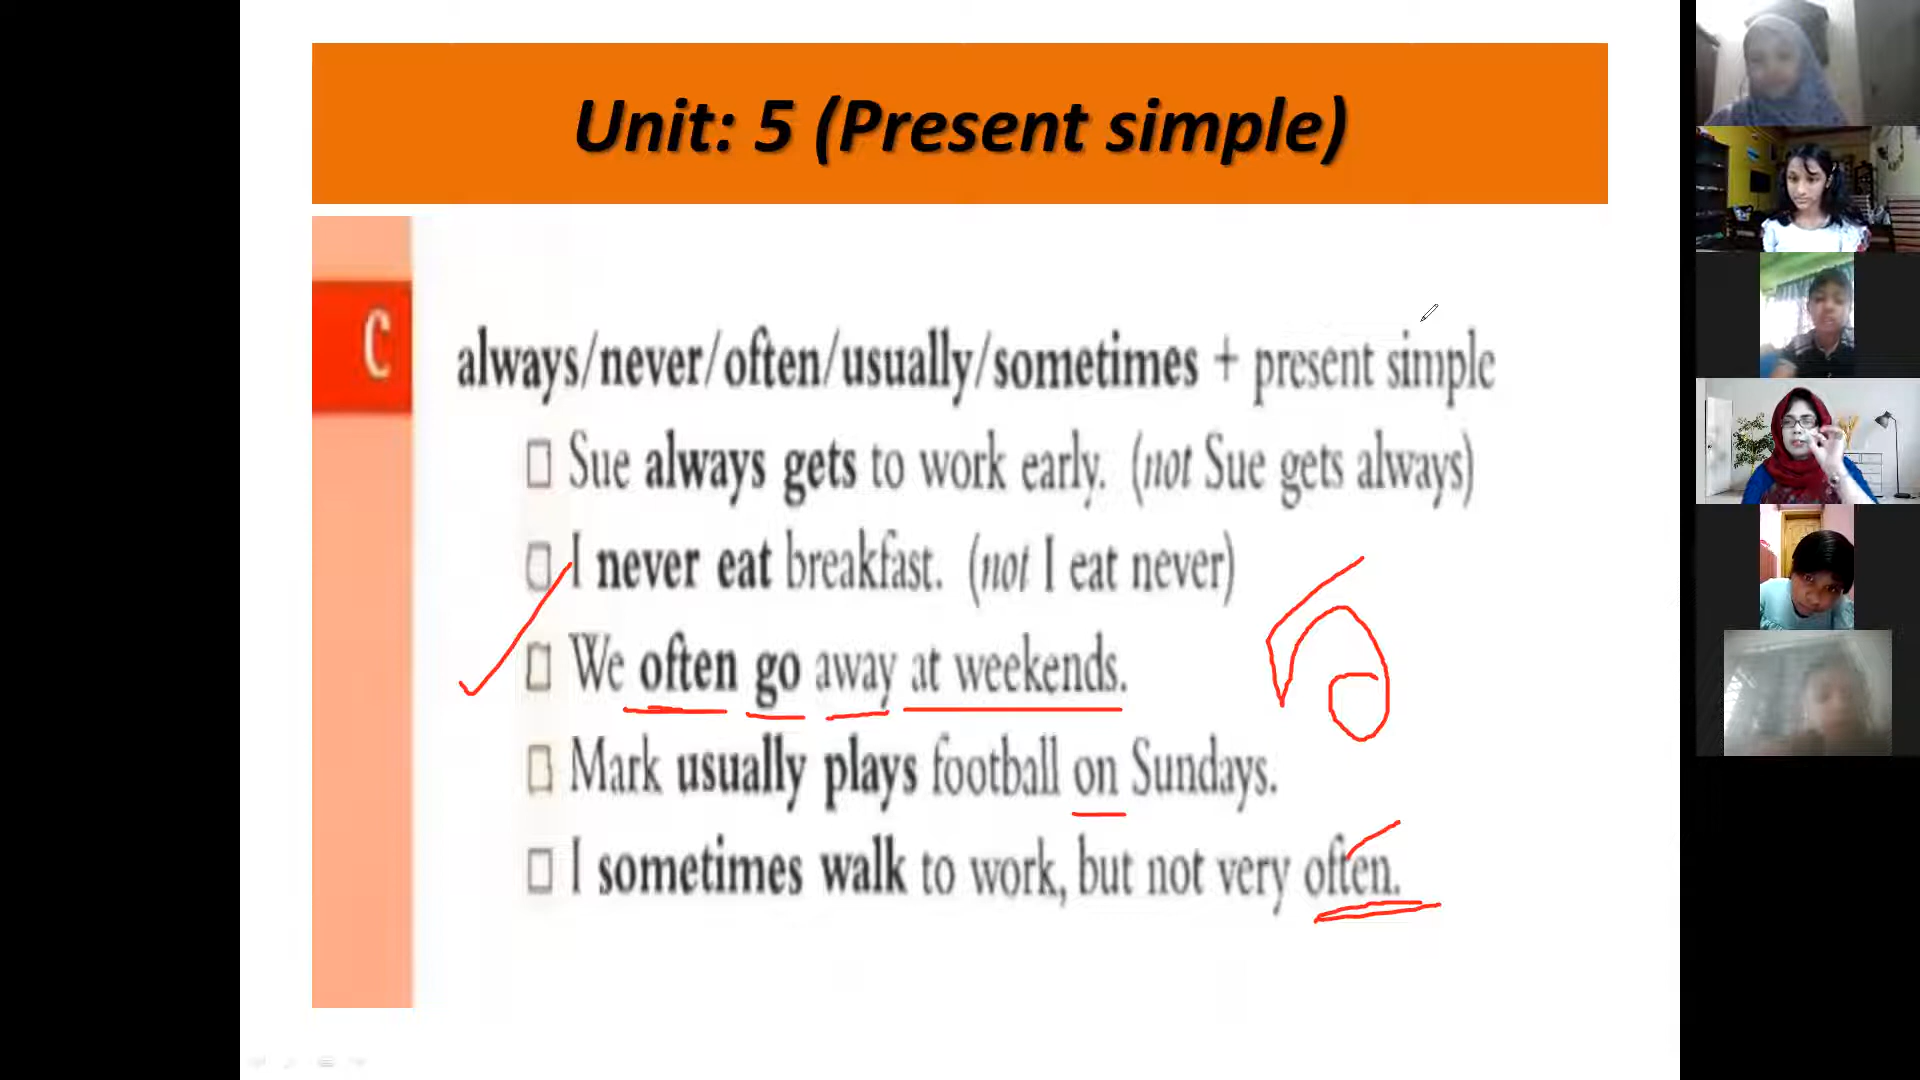 Unit: 5 (Present simple)
C
always/never/often/usually/sometimes + present simple
Sue always gets to work early. (not Sue gets always)
I never eat breakfast. (not I eat never)
We often go away at weekends.
Mark usually plays football on Sundays.
I sometimes walk to work, but not very often.